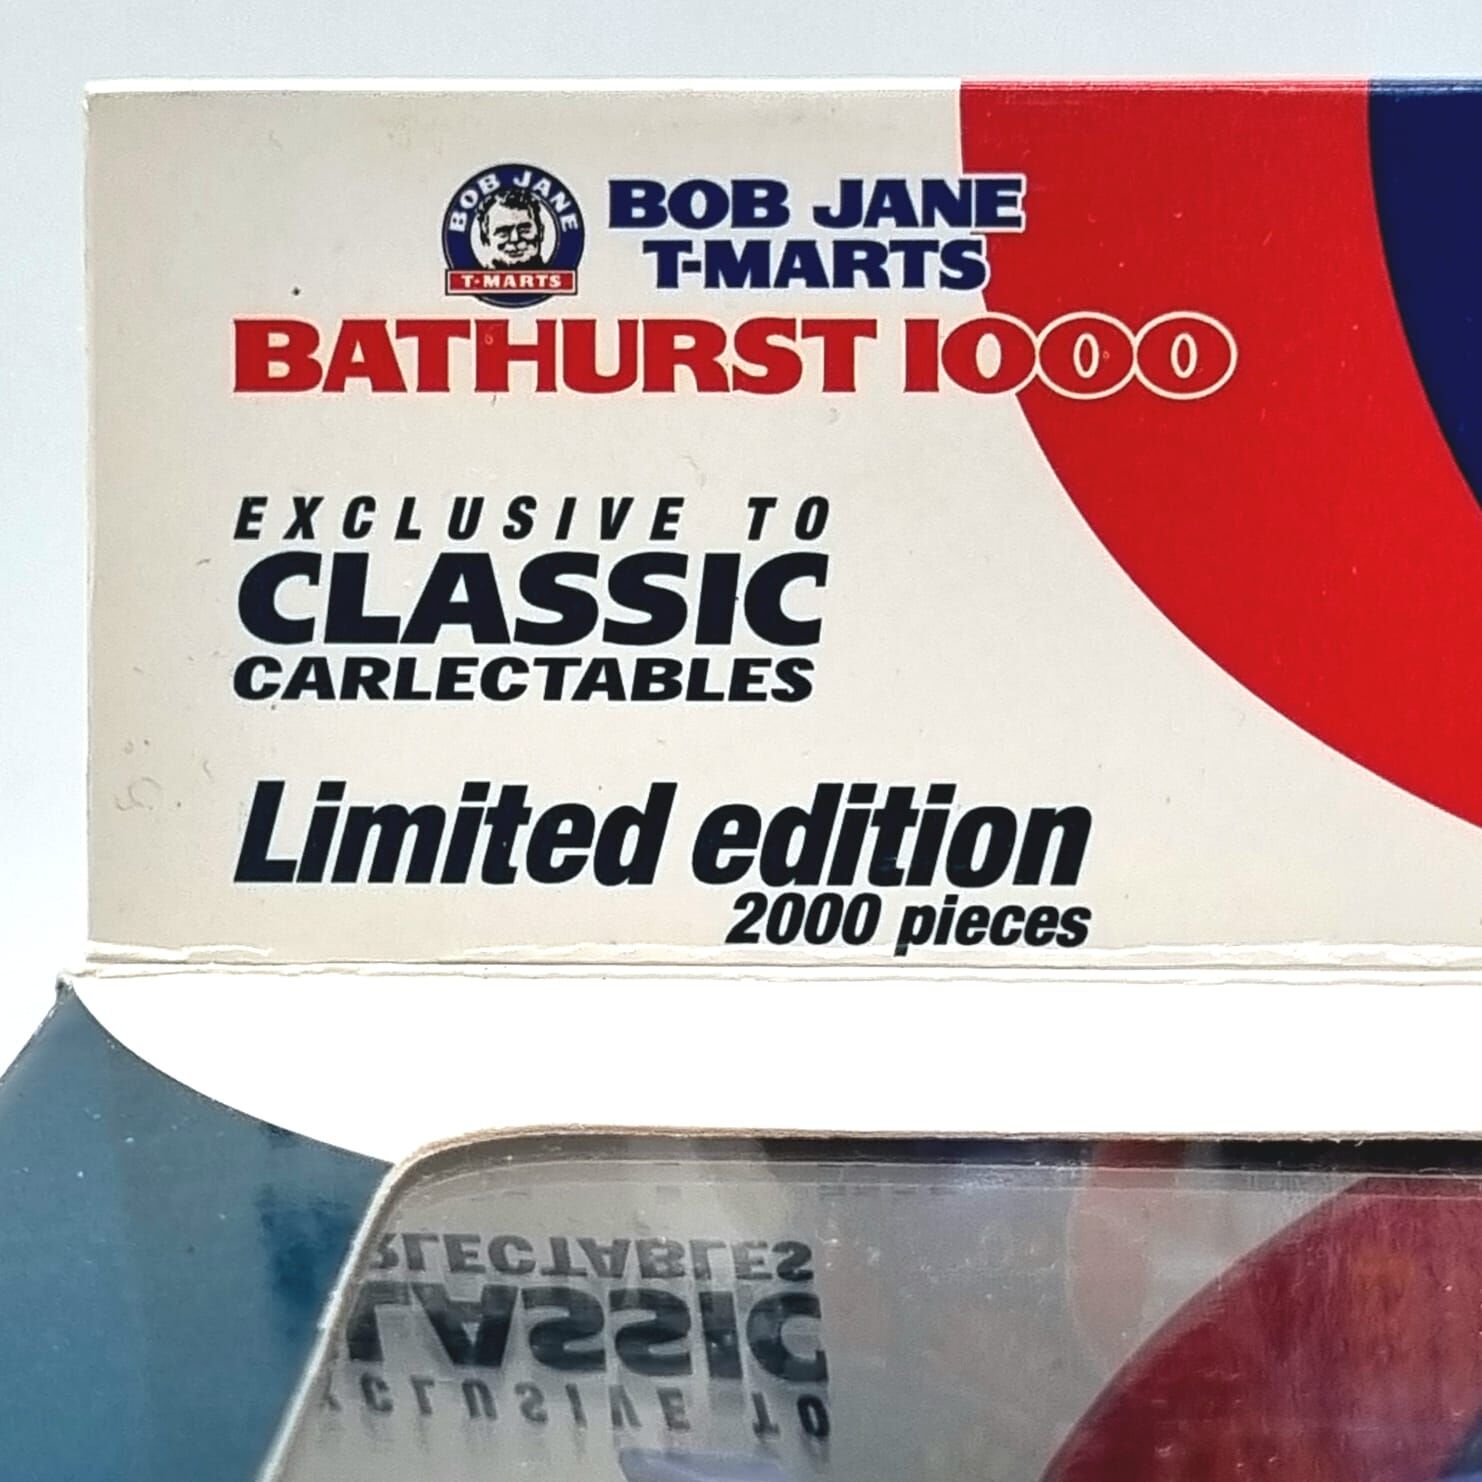 BOB JANE
T-MARTS
BOB JANE
T-MARTS
BATHURST 1000
EXCLUSIVE TO
CLASSIC
CARLECTABLES
Limited edition
2000 pieces